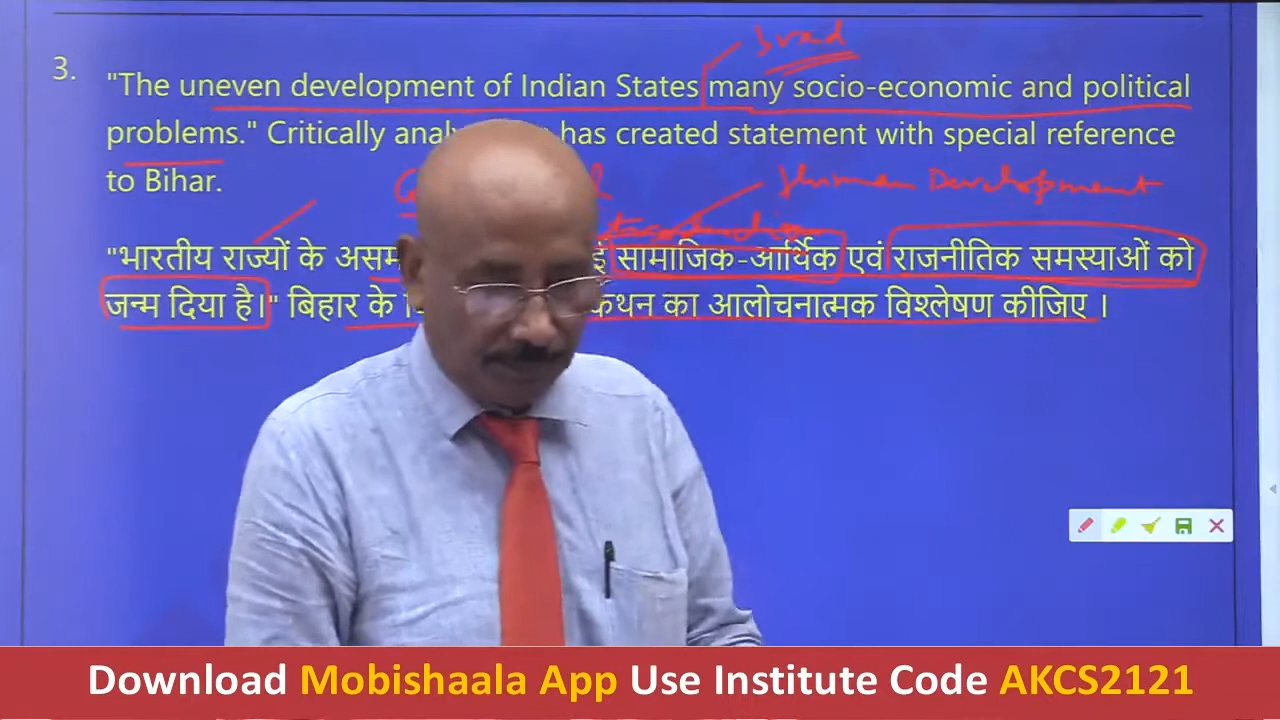 3.
"The uneven development of Indian States many socio-economic and political
problems." Critically has created statement with special reference
to Bihar.
Human Development
"भारतीय राज्यों के सामाजिक-आर्थिक एवं राजनीतिक समस्याओं को
जन्म दिया है।" बिहार के कथन का आलोचनात्मक विश्लेषण कीजिए ।
Download Mobishaala App Use Institute Code AKCS2121